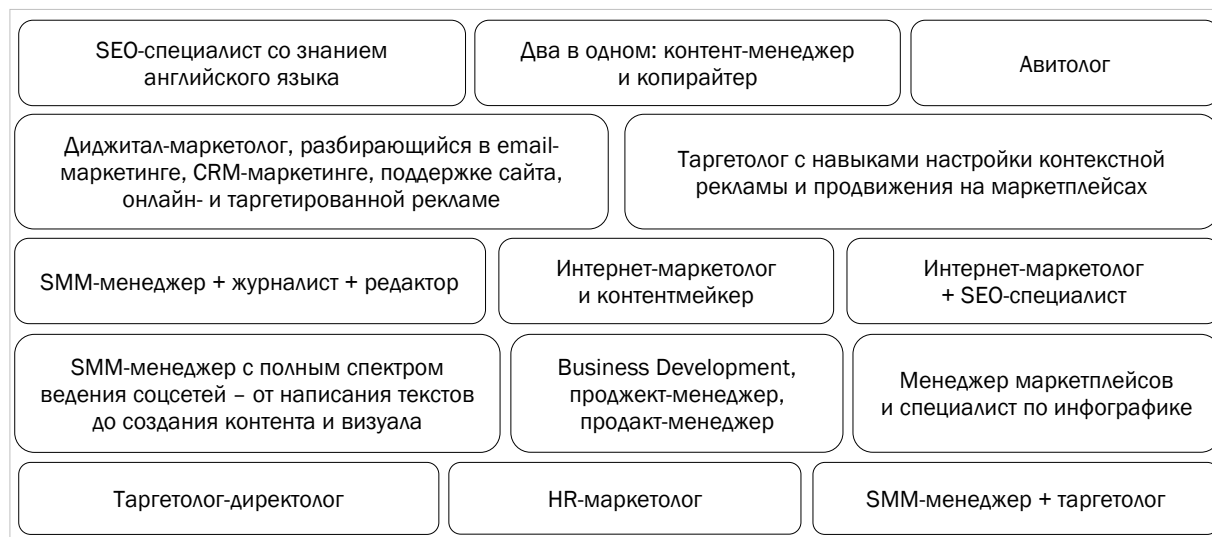 SEO-специалист со знанием
английского языка
Два в одном: контент-менеджер
и копирайтер
Авитолог
Диджитал-маркетолог, разбирающийся в email-
маркетинге, CRM-маркетинге, поддержке сайта,
онлайн- и таргетированной рекламе
Таргетолог с навыками настройки контекстной
рекламы и продвижения на маркетплейсах
SMM-менеджер + журналист + редактор
Интернет-маркетолог
и контентмейкер
Интернет-маркетолог
+ SEO-специалист
SMM-менеджер с полным спектром
ведения соцсетей – от написания текстов
до создания контента и визуала
Business Development,
проджект-менеджер,
продакт-менеджер
Менеджер маркетплейсов
и специалист по инфографике
Таргетолог-директолог
HR-маркетолог
SMM-менеджер + таргетолог